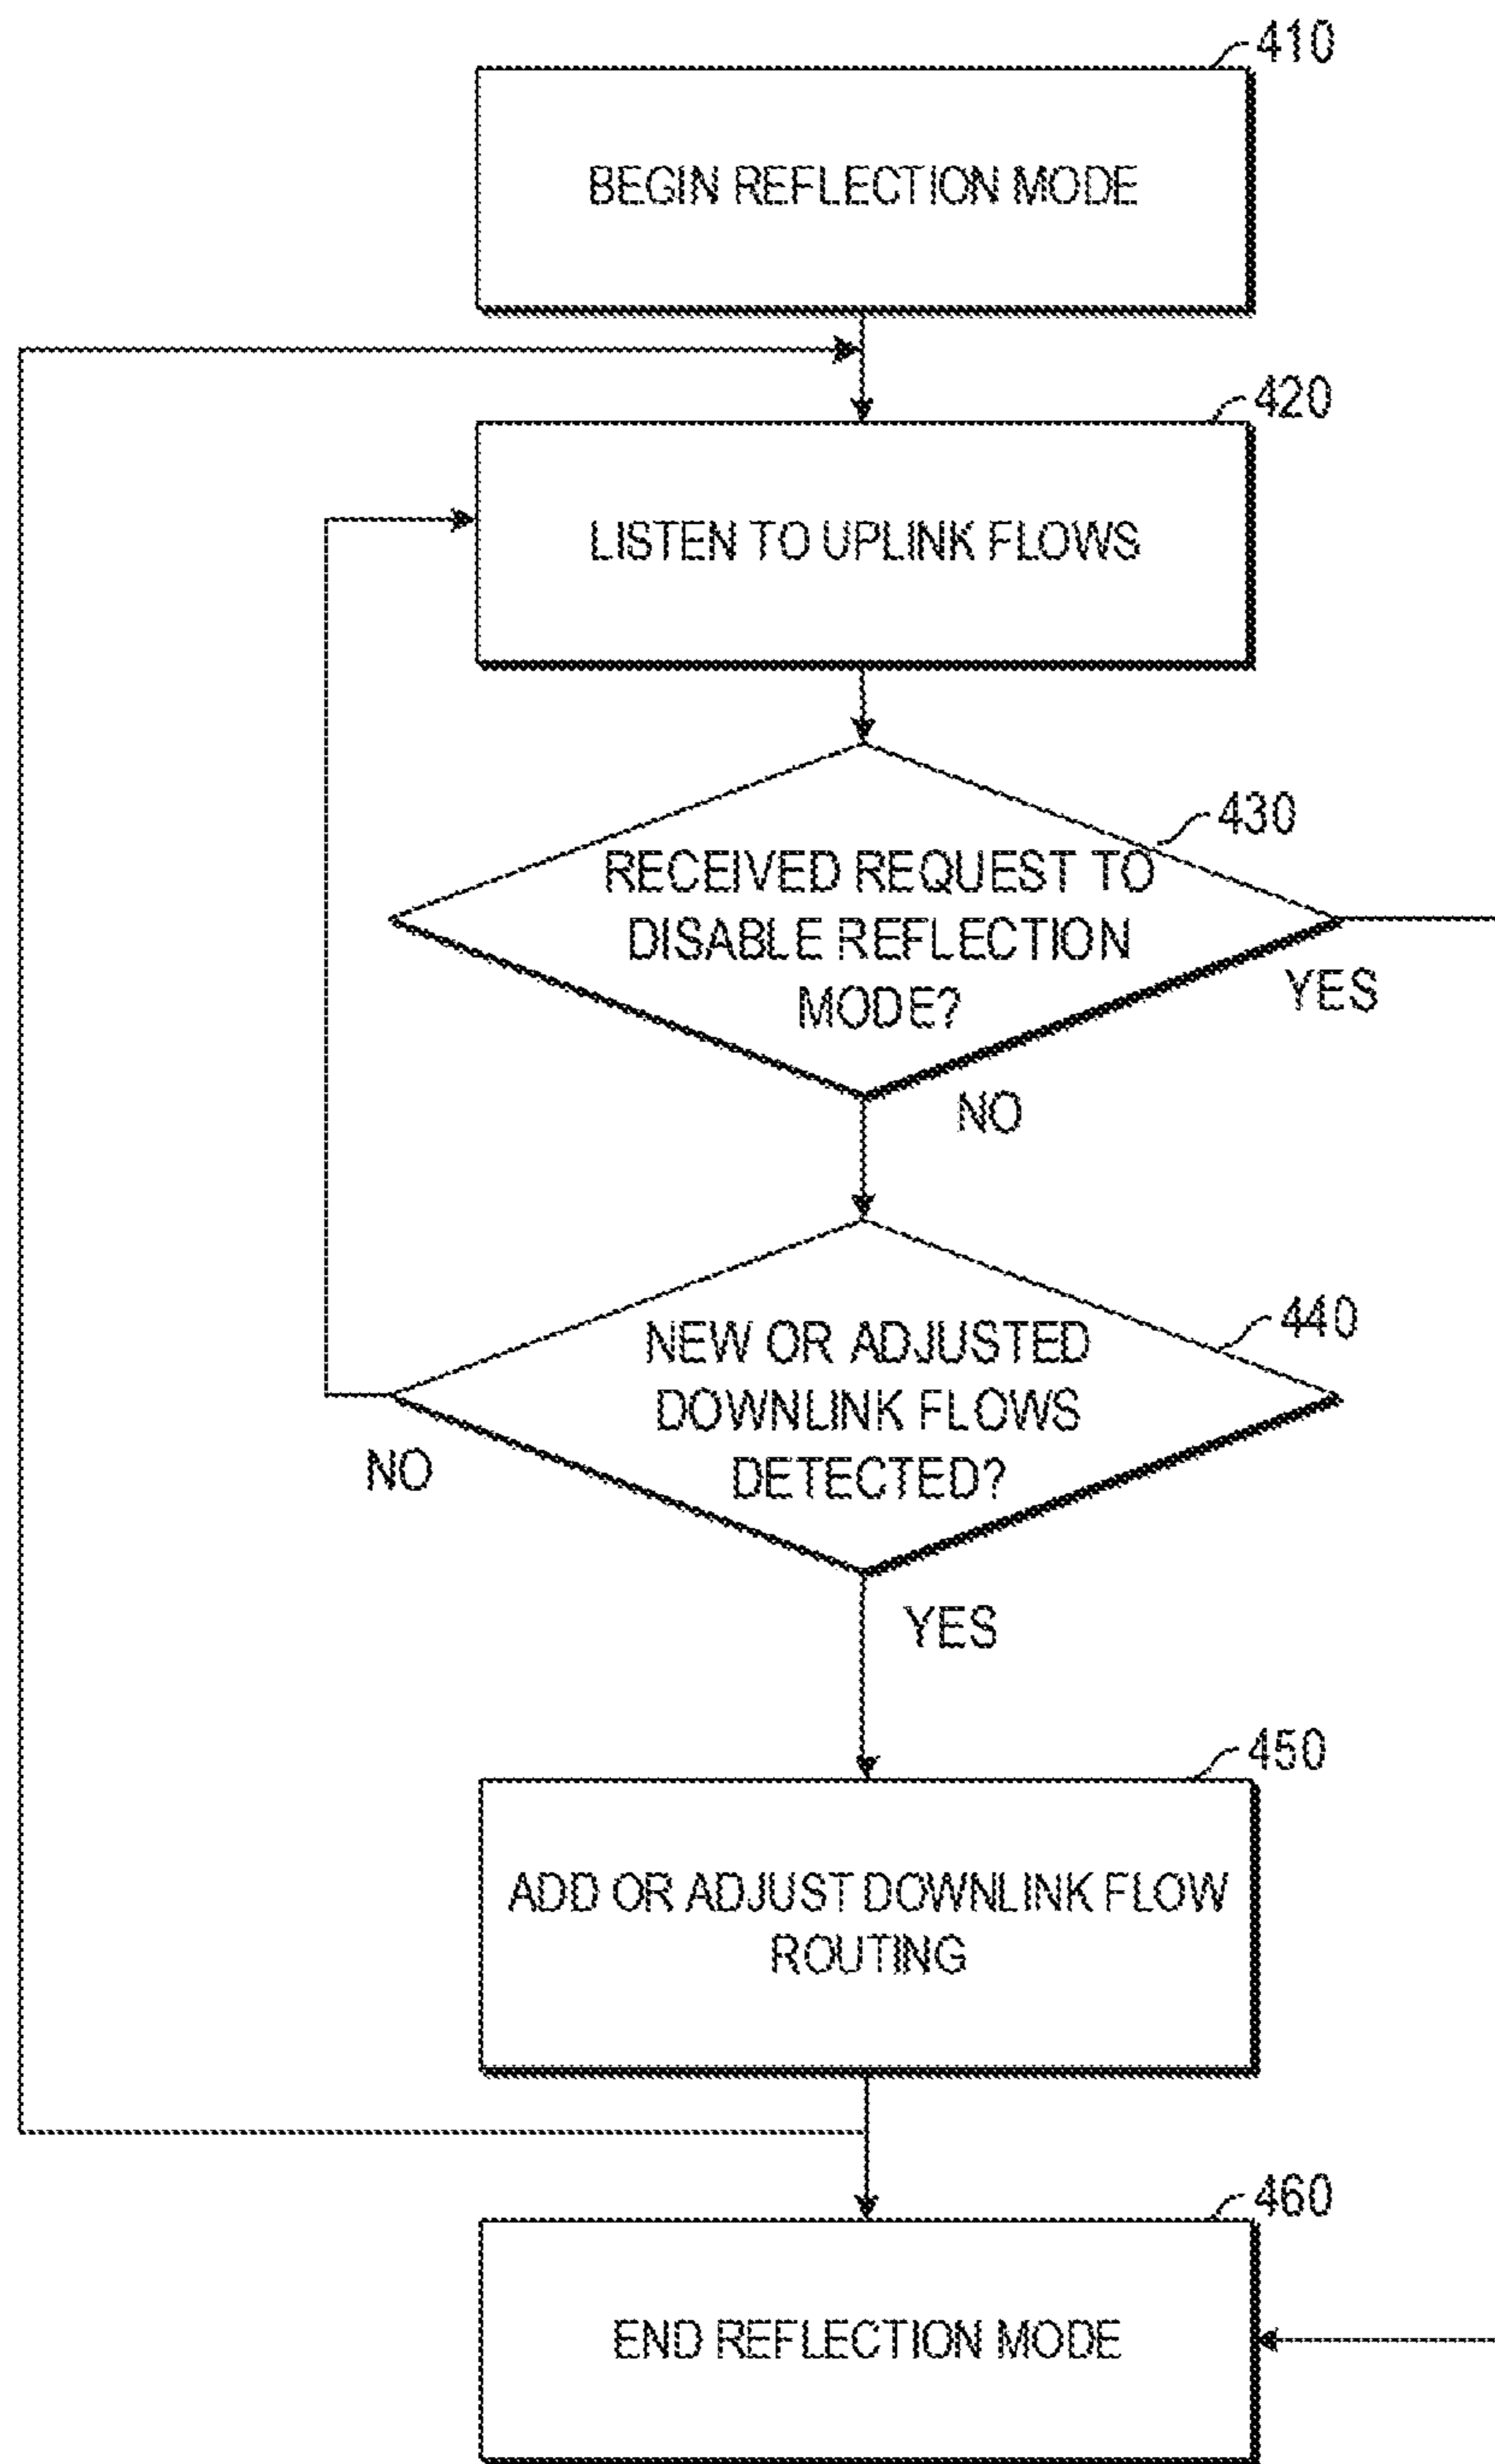 410
BEGIN REFLECTION MODE
420
LISTEN TO UPLINK FLOWS
430
RECEIVED REQUEST TO
DISABLE REFLECTION
MODE?
YES
NO
440
NEW OR ADJUSTED
DOWNLINK FLOWS
DETECTED?
NO
YES
450
ADD OR ADJUST DOWNLINK FLOW
ROUTING
460
END REFLECTION MODE